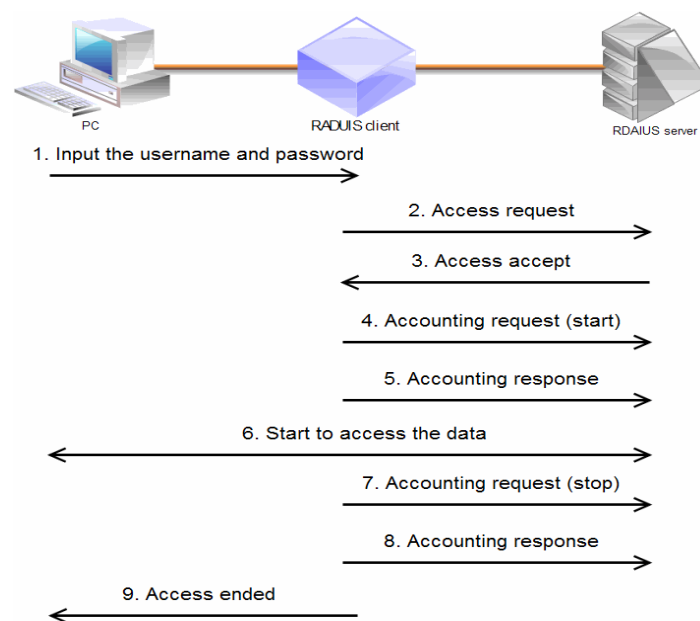 PC
RADUIS client
RDAIUS server
1. Input the username and password
2. Access request
3. Access accept
4. Accounting request (start)
5. Accounting response
6. Start to access the data
7. Accounting request (stop)
8. Accounting response
9. Access ended